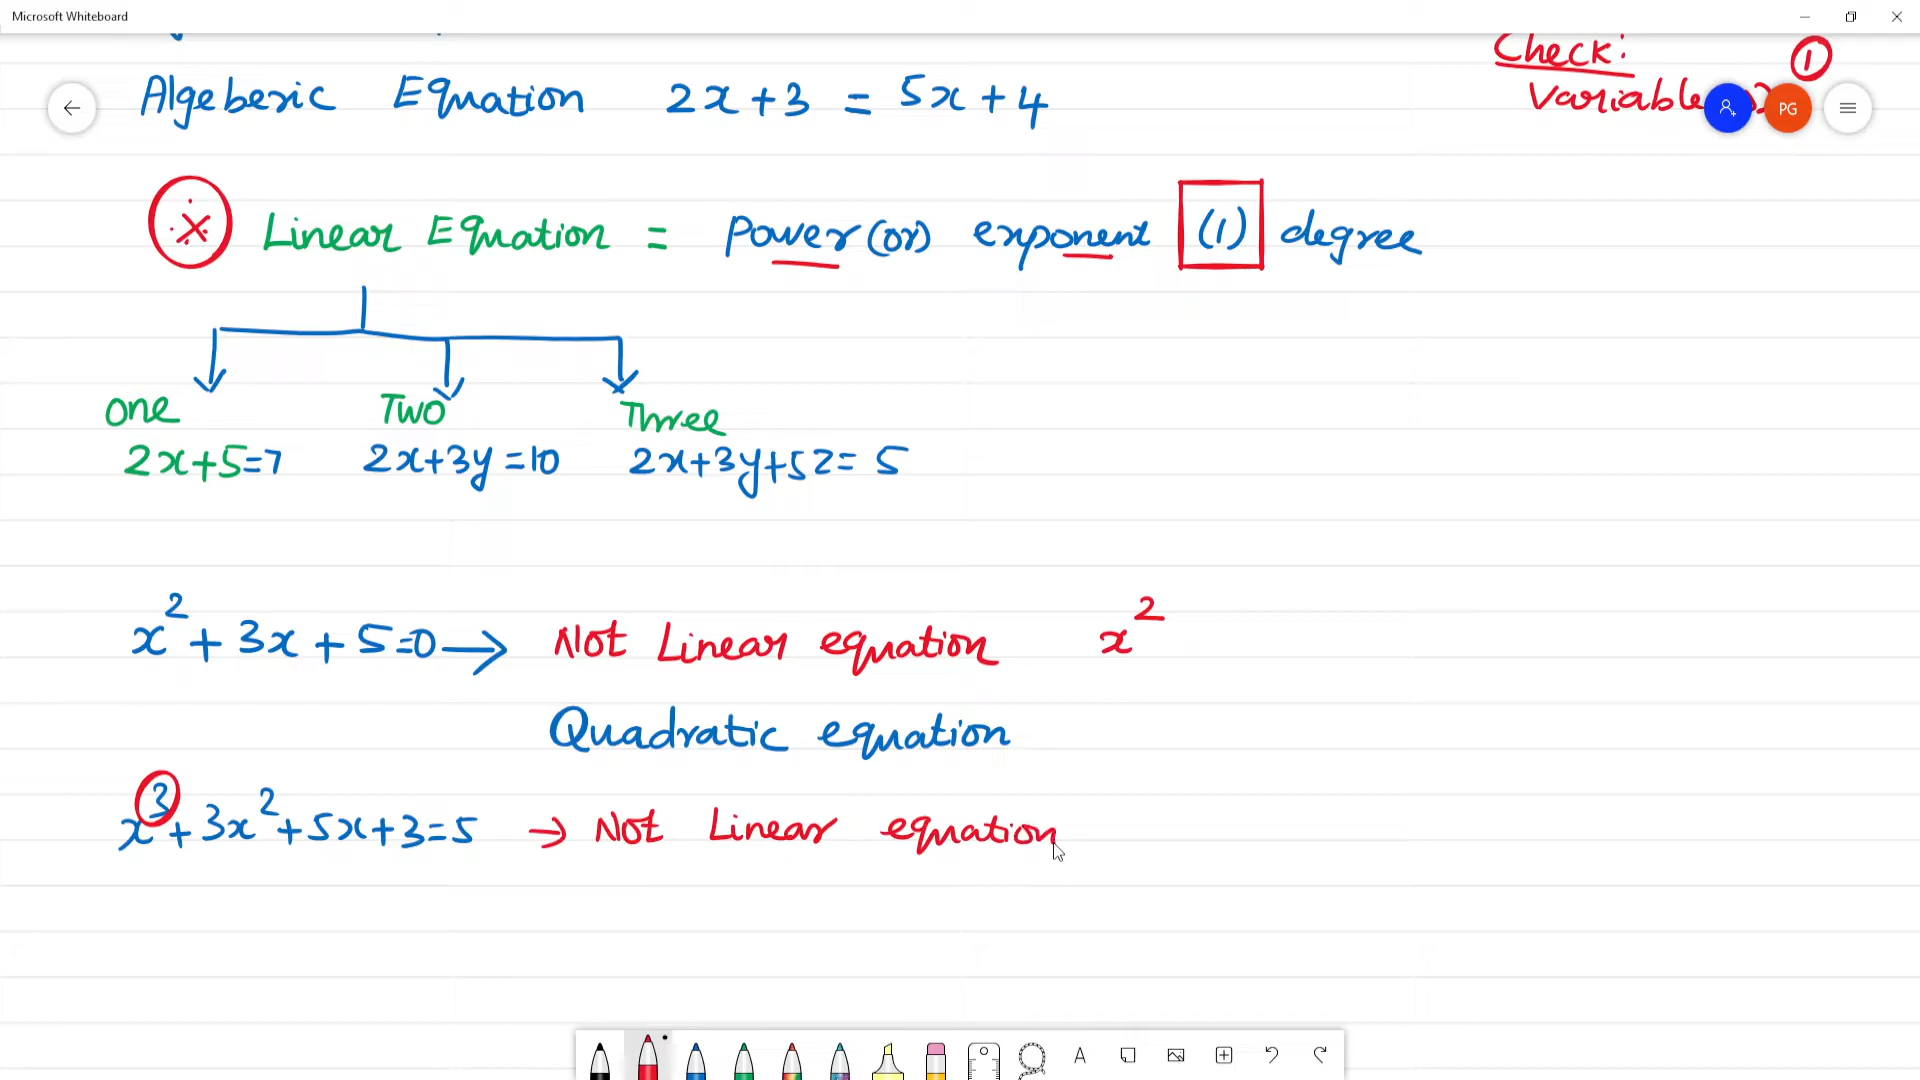 Microsoft Whiteboard
Check: ①
Variable
Algeberic Equation 2x+3 = 5x+4
PG
Linear Equation = Power (or) exponent (1) degree
One Two Three
2x+5=7 2x+3y=10 2x+3y+5z=5
x²+3x+5=0→ Not Linear equation x²
Quadratic equation
x³+3x²+5x+3=5 → Not Linear equation
A